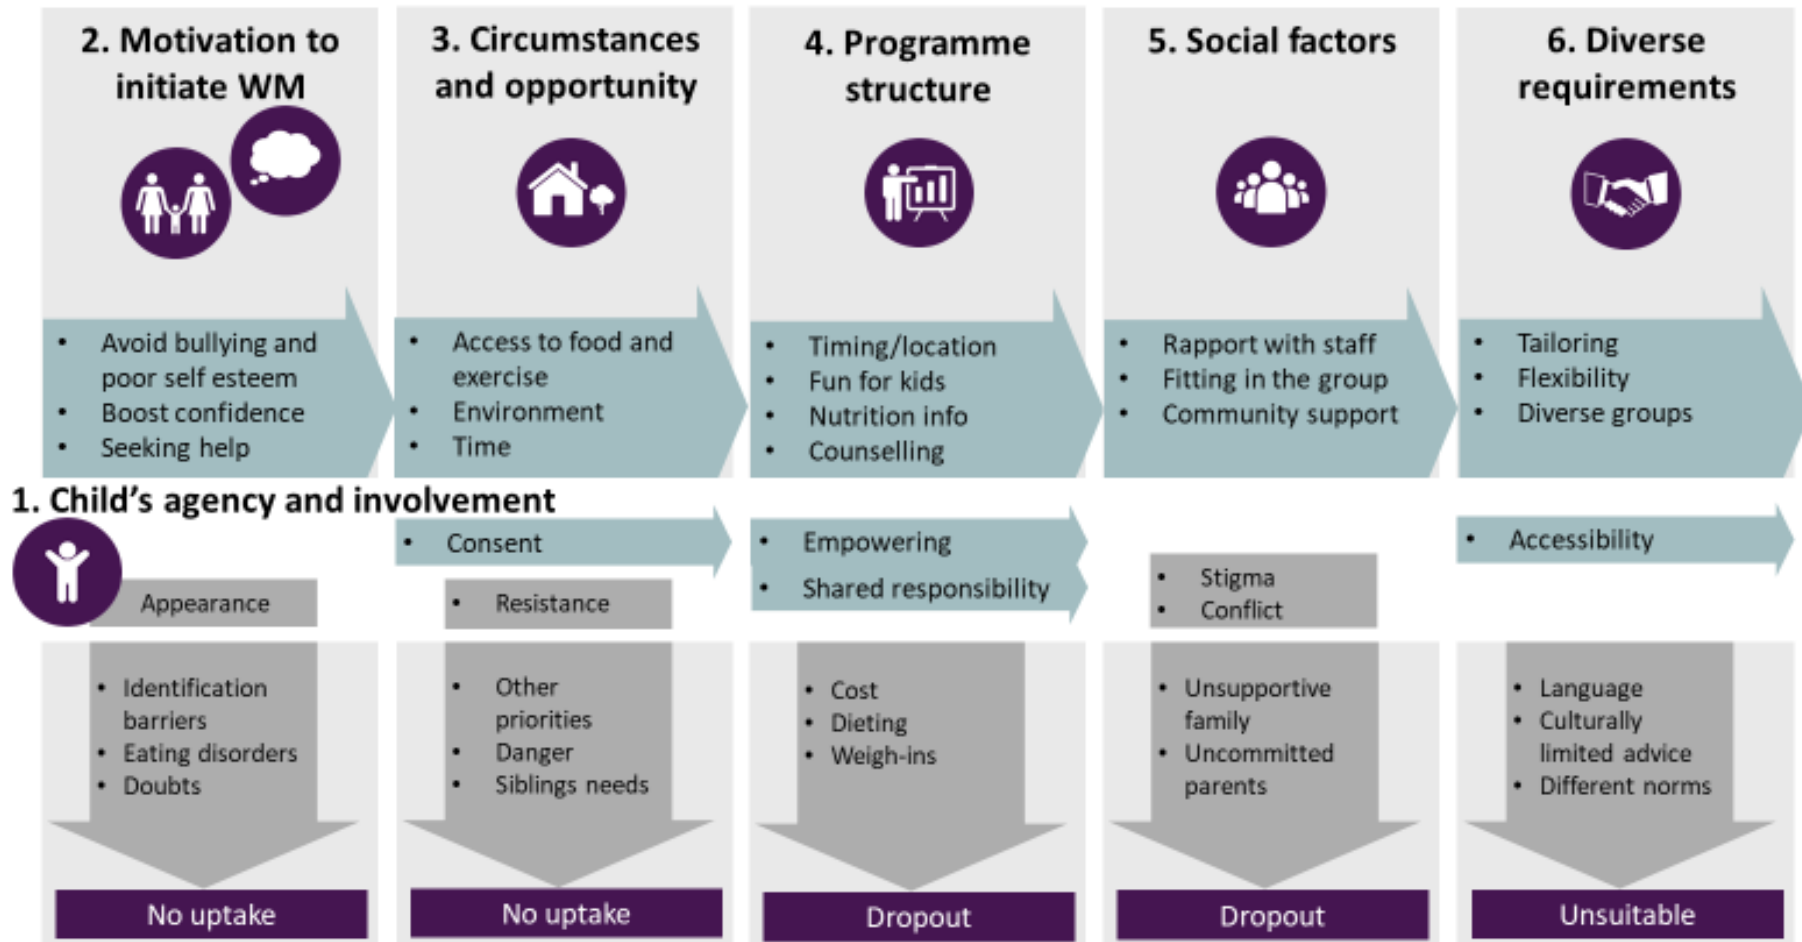 2. Motivation to
initiate WM
3. Circumstances
and opportunity
4. Programme
structure
5. Social factors
6. Diverse
requirements
• Avoid bullying and
poor self esteem
• Boost confidence
• Seeking help
• Access to food and
exercise
• Environment
• Time
• Timing/location
• Fun for kids
• Nutrition info
• Counselling
• Rapport with staff
• Fitting in the group
• Community support
• Tailoring
• Flexibility
• Diverse groups
1. Child's agency and involvement
Appearance
• Consent
• Resistance
• Empowering
• Shared responsibility
• Stigma
• Conflict
• Accessibility
• Identification
barriers
• Eating disorders
• Doubts
• Other
priorities
• Danger
• Siblings needs
• Cost
• Dieting
• Weigh-ins
• Unsupportive
family
• Uncommitted
parents
• Language
• Culturally
limited advice
• Different norms
No uptake
No uptake
Dropout
Dropout
Unsuitable